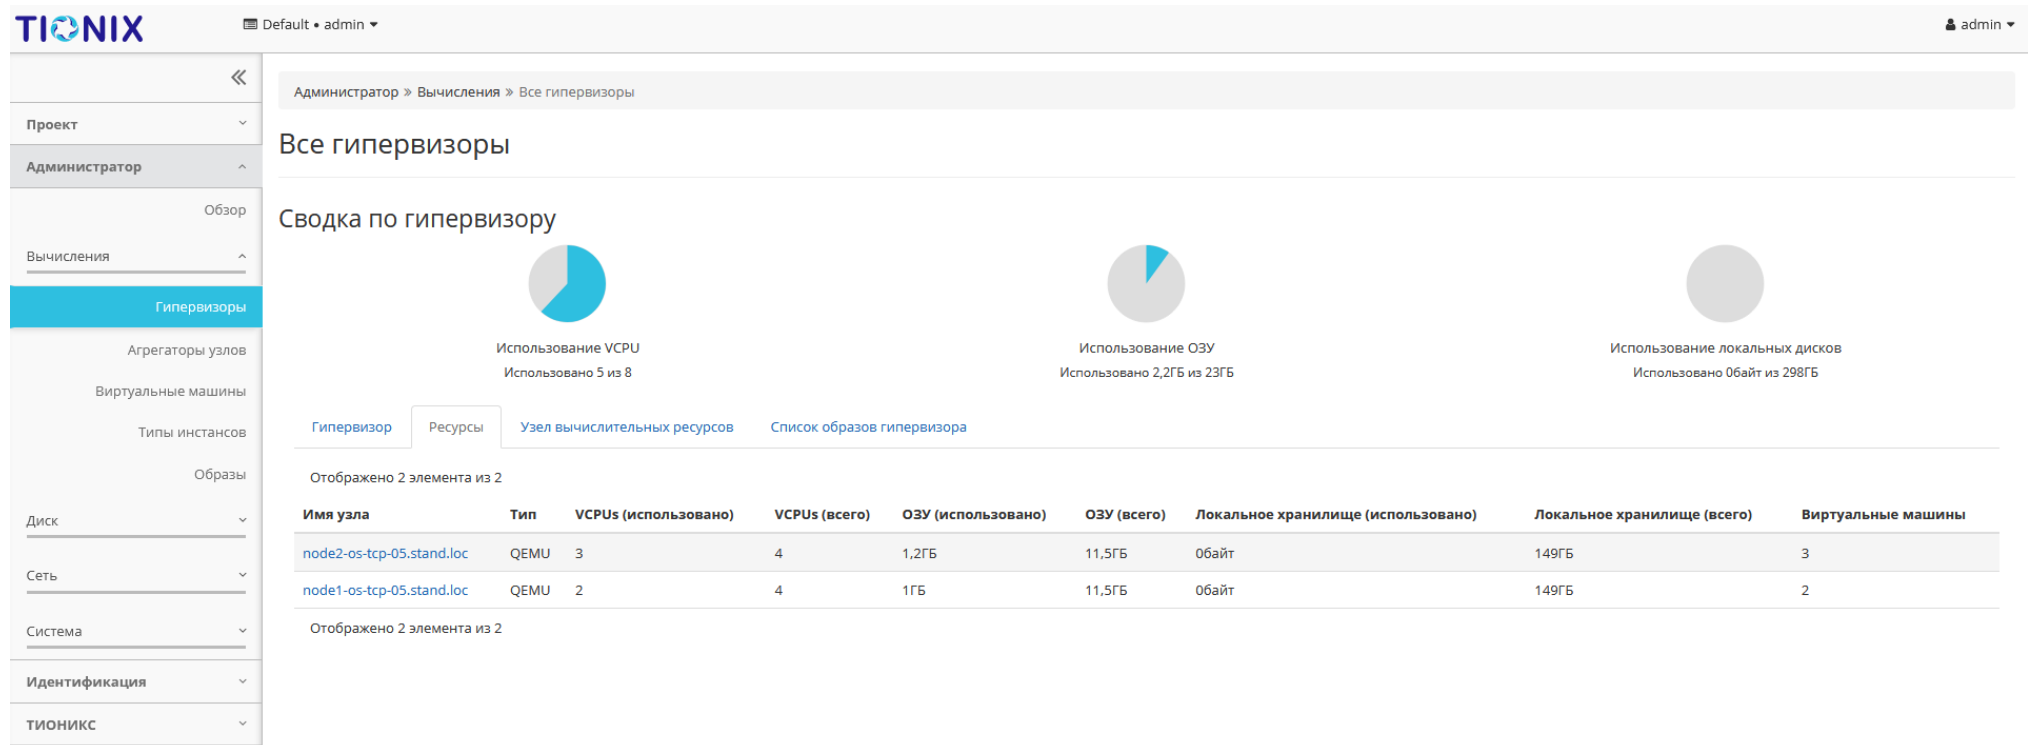 TIONIX
Default • admin
admin
Проект
Администратор
Обзор
Вычисления
Гипервизоры
Агрегаторы узлов
Виртуальные машины
Типы инстансов
Образы
Диск
Сеть
Система
Идентификация
ТИОНИКС
Администратор » Вычисления » Все гипервизоры
Все гипервизоры
Сводка по гипервизору
Использование VCPU
Использовано 5 из 8
Использование ОЗУ
Использовано 2,2ГБ из 23ГБ
Использование локальных дисков
Использовано 0байт из 298ГБ
Гипервизор Ресурсы Узел вычислительных ресурсов Список образов гипервизора
Отображено 2 элемента из 2
Имя узла Тип VCPUs (использовано) VCPUs (всего) ОЗУ (использовано) ОЗУ (всего) Локальное хранилище (использовано) Локальное хранилище (всего) Виртуальные машины
node2-os-tcp-05.stand.loc QEMU 3 4 1,2ГБ 11,5ГБ 0байт 149ГБ 3
node1-os-tcp-05.stand.loc QEMU 2 4 1ГБ 11,5ГБ 0байт 149ГБ 2
Отображено 2 элемента из 2